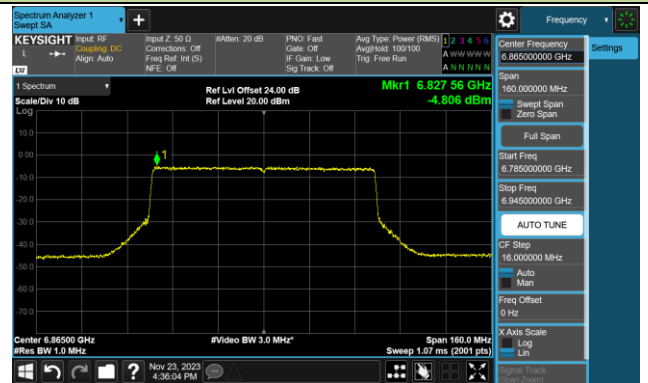 Spectrum Analyzer 1
Swept SA
Frequency
KEYSIGHT
L
LXI
Input: RF
Coupling: DC
Align: Auto
Input Z: 50 Ω
Corrections: Off
Freq Ref: Int (S)
NFE: Off
#Atten: 20 dB
PNO: Fast
Gate: Off
IF Gain: Low
Sig Track: Off
Avg Type: Power (RMS)
Avg|Hold: 100/100
Trig: Free Run
1 2 3 4 5 6
A W W W W W
A N N N N N
1 Spectrum
Scale/Div 10 dB
Log
Ref Lvl Offset 24.00 dB
Ref Level 20.00 dBm
Mkr1 6.827 56 GHz
-4.806 dBm
10.0
0.00
-10.0
-20.0
-30.0
-40.0
-50.0
-60.0
-70.0
1
Center 6.86500 GHz
#Res BW 1.0 MHz
#Video BW 3.0 MHz*
Span 160.0 MHz
Sweep 1.07 ms (2001 pts)
Center Frequency
6.865000000 GHz
Settings
Span
160.000000 MHz
Swept Span
Zero Span
Full Span
Start Freq
6.785000000 GHz
Stop Freq
6.945000000 GHz
AUTO TUNE
CF Step
16.000000 MHz
Auto
Man
Freq Offset
0 Hz
X Axis Scale
Log
Lin
Signal Track
(Span Zoom)
Nov 23, 2023
4:36:04 PM